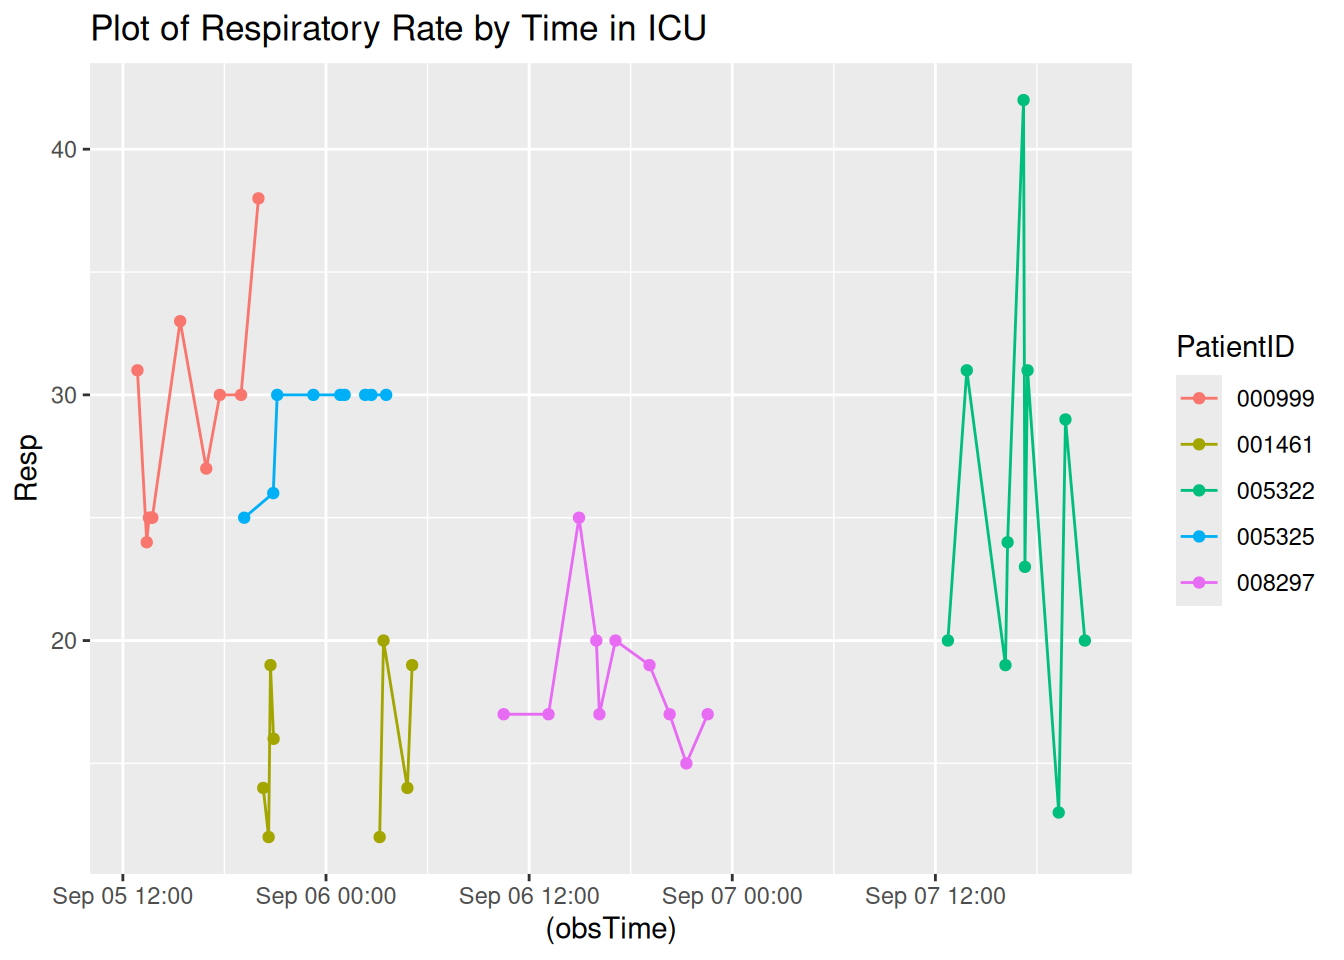 Plot of Respiratory Rate by Time in ICU
Resp
40
30
20
Sep 05 12:00
Sep 06 00:00
Sep 06 12:00
Sep 07 00:00
Sep 07 12:00
(obsTime)
PatientID
000999
001461
005322
005325
008297